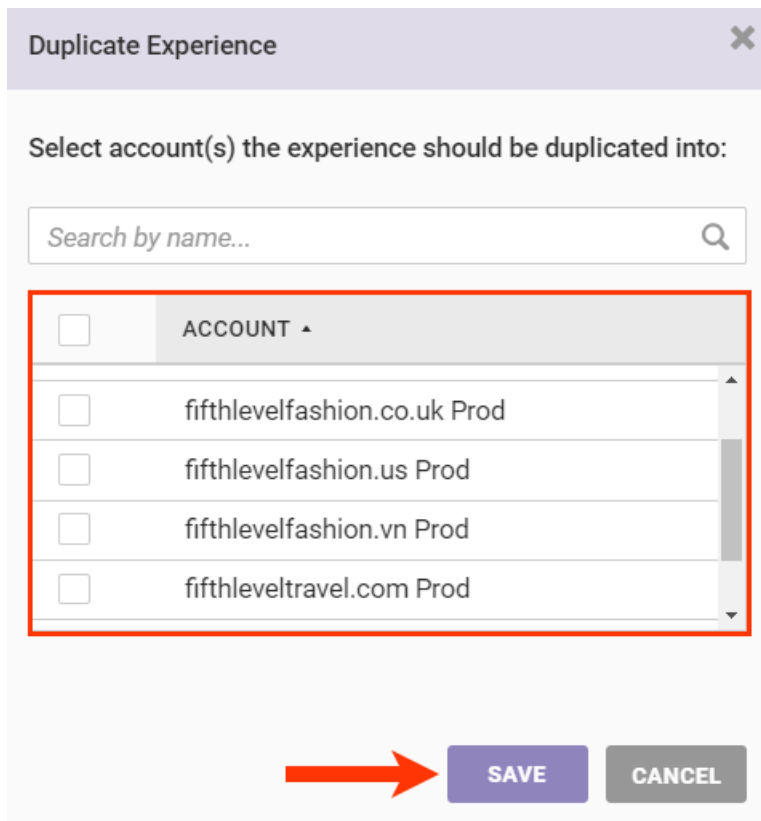 Duplicate Experience
Select account(s) the experience should be duplicated into:
Search by name...
ACCOUNT
fifthlevelfashion.co.uk Prod
fifthlevelfashion.us Prod
fifthlevelfashion.vn Prod
fifthleveltravel.com Prod
SAVE CANCEL